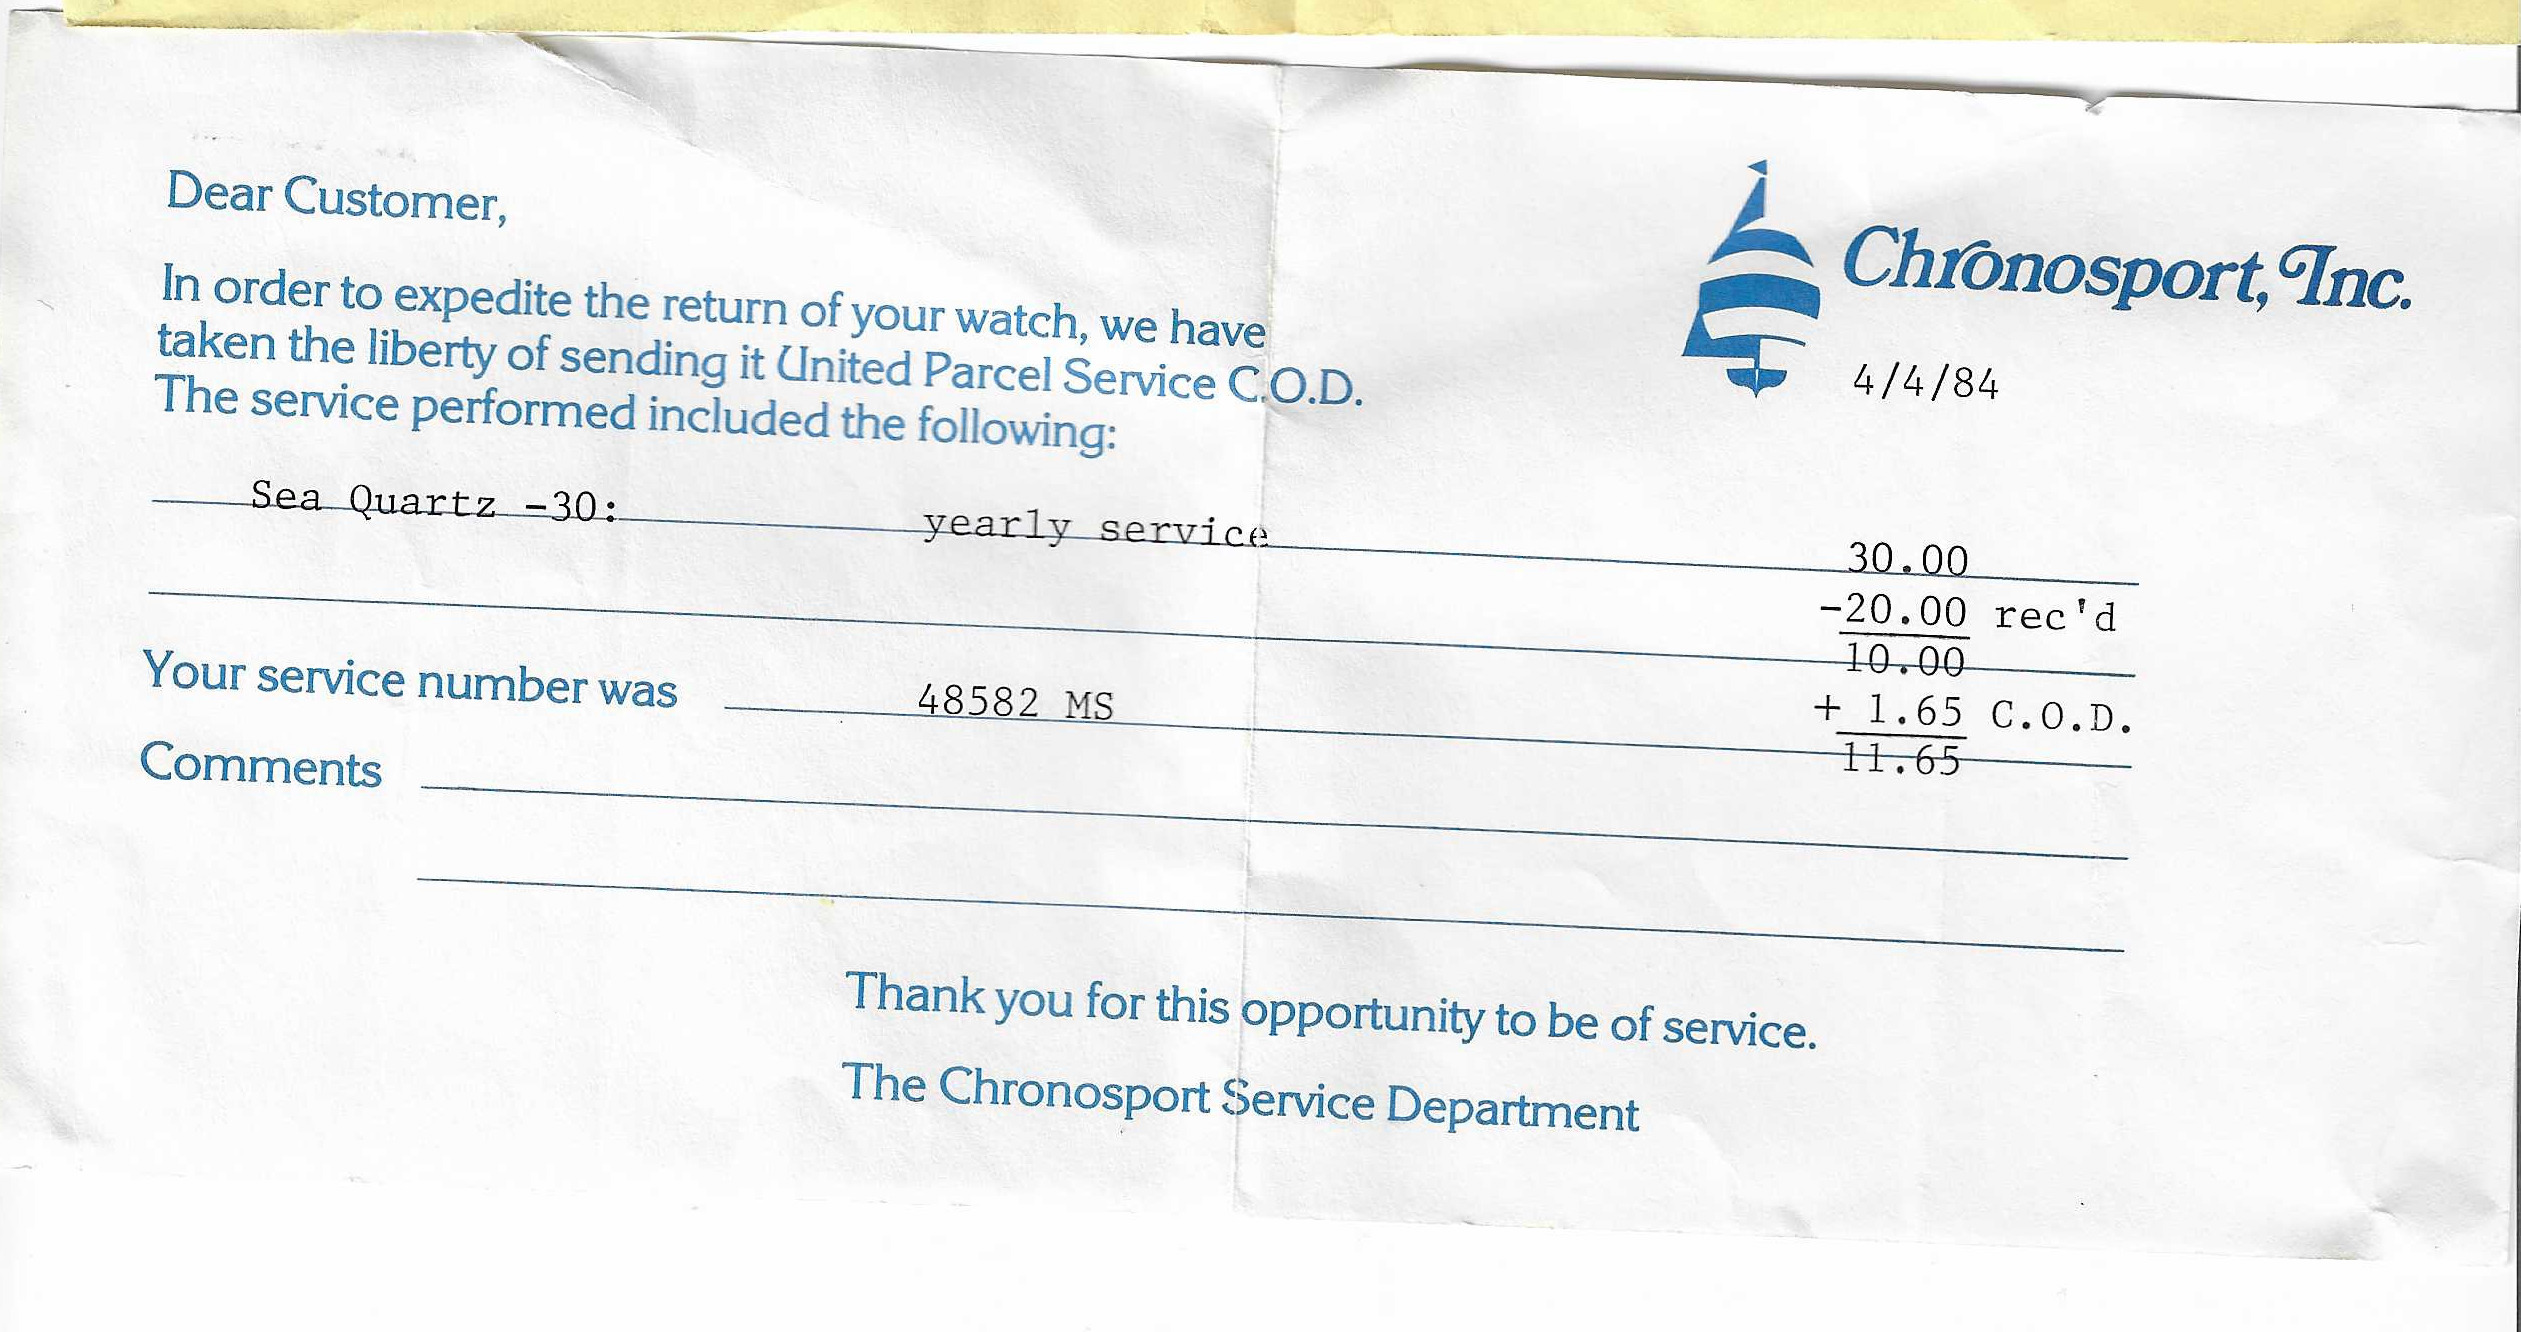 Chronosport, Inc.
4/4/84
Dear Customer,
In order to expedite the return of your watch, we have
taken the liberty of sending it United Parcel Service C.O.D.
The service performed included the following:
Sea Quartz -30: yearly service 30.00
-20.00 rec'd
10.00
Your service number was 48582 MS + 1.65 C.O.D.
11.65
Comments
Thank you for this opportunity to be of service.
The Chronosport Service Department